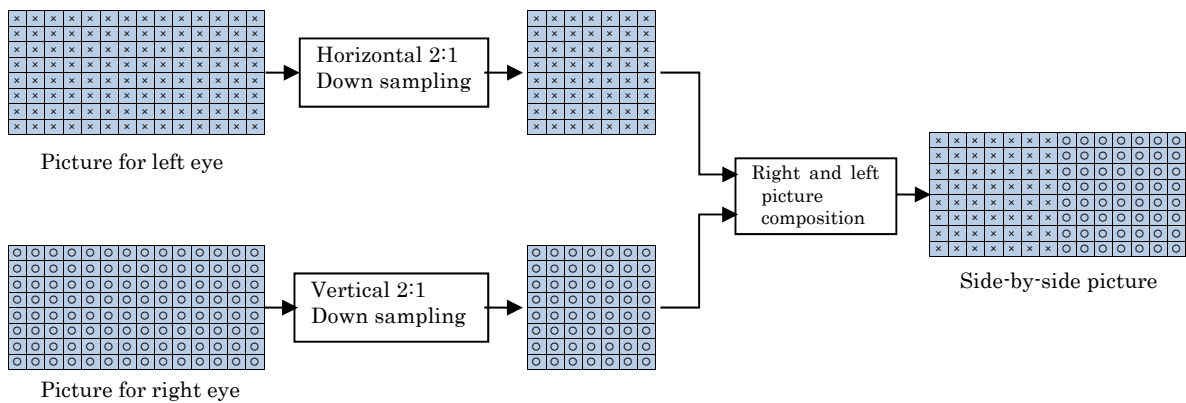 Horizontal 2:1
Down sampling
Picture for left eye
Right and left
picture
composition
Side-by-side picture
Vertical 2:1
Down sampling
Picture for right eye